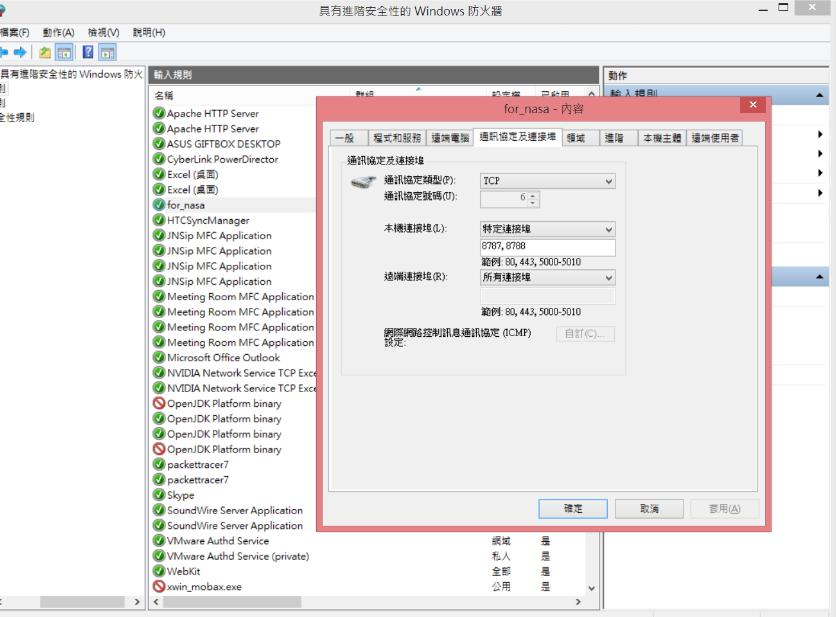 具有進階安全性的 Windows 防火牆
檔案(F) 動作(A) 檢視(V) 說明(H)
具有進階安全性的 Windows 防火
則
則
全性規則
輸入規則
名稱
群組
設定檔
已啟用
Apache HTTP Server
Apache HTTP Server
ASUS GIFTBOX DESKTOP
CyberLink PowerDirector
Excel (桌面)
Excel (桌面)
for_nasa
HTCSyncManager
JNSip MFC Application
JNSip MFC Application
JNSip MFC Application
JNSip MFC Application
Meeting Room MFC Application
Meeting Room MFC Application
Meeting Room MFC Application
Meeting Room MFC Application
Microsoft Office Outlook
NVIDIA Network Service TCP Exce
NVIDIA Network Service TCP Exce
OpenJDK Platform binary
OpenJDK Platform binary
OpenJDK Platform binary
OpenJDK Platform binary
packettracer7
packettracer7
Skype
SoundWire Server Application
SoundWire Server Application
VMware Authd Service 網域 是
VMware Authd Service (private) 私人 是
WebKit 全部 是
xwin_mobax.exe 公用 是
動作
輸入規則
for_nasa - 內容
一般 程式和服務 遠端電腦 通訊協定及連接埠 領域 進階 本機主體 遠端使用者
通訊協定及連接埠
通訊協定類型(P): TCP
通訊協定號碼(U): 6
本機連接埠(L): 特定連接埠
8787, 8788
範例: 80, 443, 5000-5010
遠端連接埠(R): 所有連接埠
範例: 80, 443, 5000-5010
網際網路控制訊息通訊協定 (ICMP)
設定:
自訂(C)...
確定 取消 套用(A)